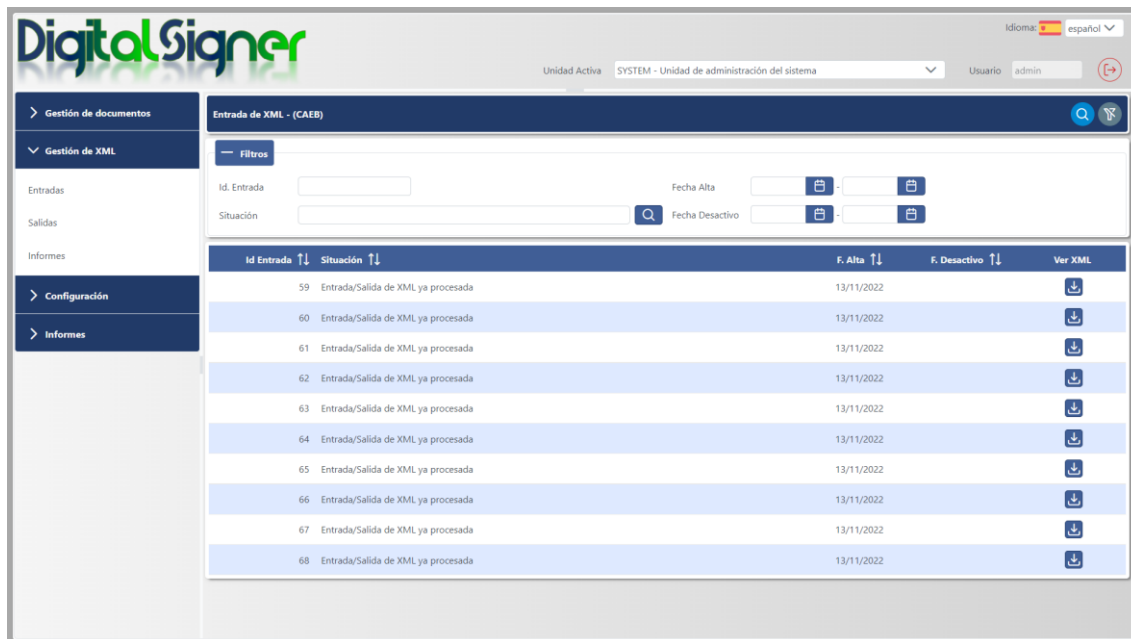 DigitalSigner
Idioma: español
Unidad Activa SYSTEM - Unidad de administración del sistema Usuario admin
Gestión de documentos
Gestión de XML
Entradas
Salidas
Informes
Configuración
Informes
Entrada de XML - (CAEB)
Filtros
Id. Entrada Fecha Alta -
Situación Fecha Desactivo -
Id Entrada Situación F. Alta F. Desactivo Ver XML
59 Entrada/Salida de XML ya procesada 13/11/2022
60 Entrada/Salida de XML ya procesada 13/11/2022
61 Entrada/Salida de XML ya procesada 13/11/2022
62 Entrada/Salida de XML ya procesada 13/11/2022
63 Entrada/Salida de XML ya procesada 13/11/2022
64 Entrada/Salida de XML ya procesada 13/11/2022
65 Entrada/Salida de XML ya procesada 13/11/2022
66 Entrada/Salida de XML ya procesada 13/11/2022
67 Entrada/Salida de XML ya procesada 13/11/2022
68 Entrada/Salida de XML ya procesada 13/11/2022